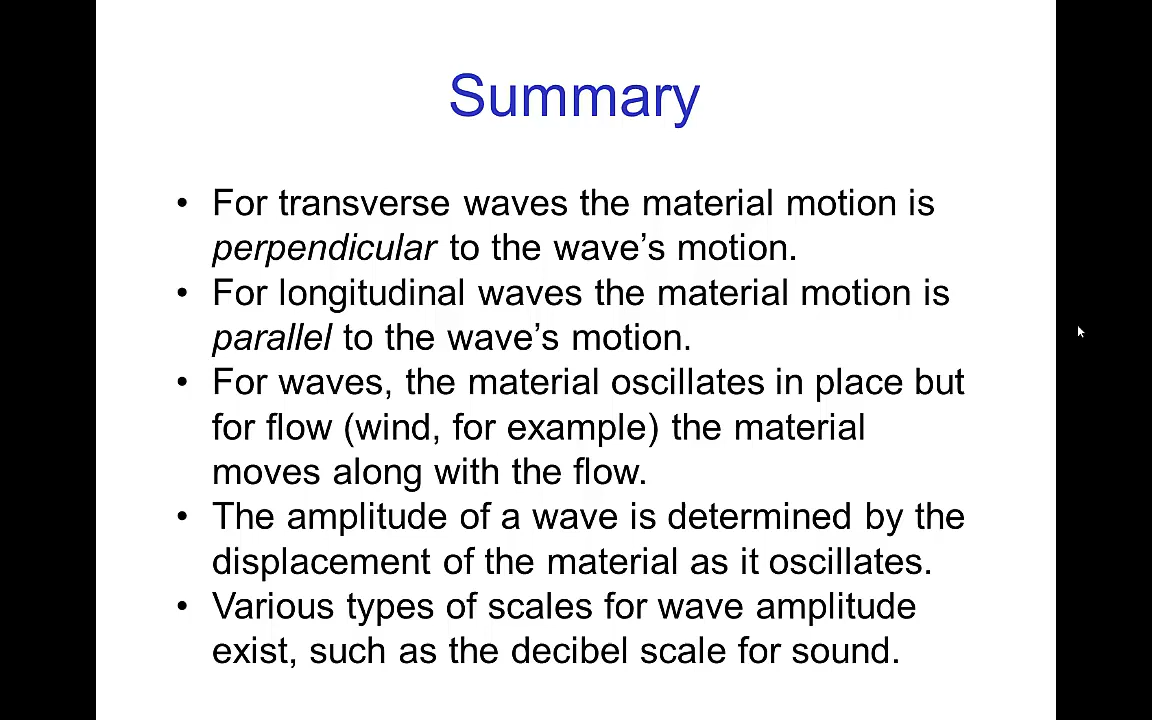 Summary
• For transverse waves the material motion is
perpendicular to the wave’s motion.
• For longitudinal waves the material motion is
parallel to the wave’s motion.
• For waves, the material oscillates in place but
for flow (wind, for example) the material
moves along with the flow.
• The amplitude of a wave is determined by the
displacement of the material as it oscillates.
• Various types of scales for wave amplitude
exist, such as the decibel scale for sound.